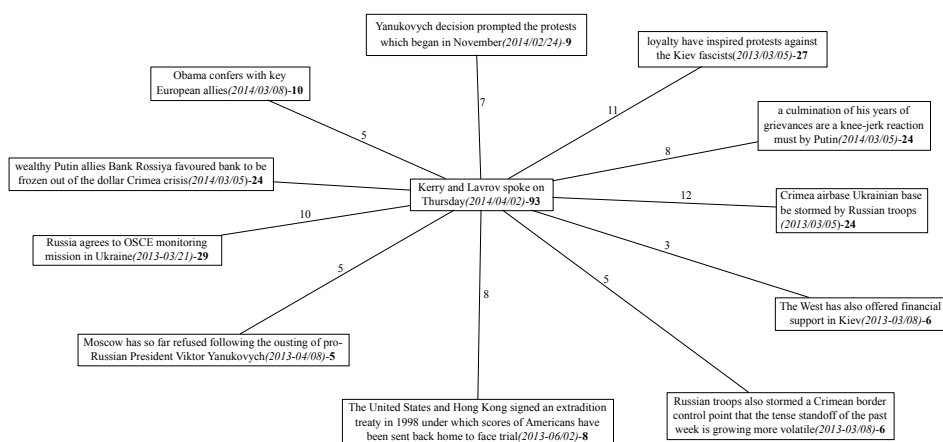 Yanukovych decision prompted the protests
which began in November(2014/02/24)-9
loyalty have inspired protests against
the Kiev fascists(2013/03/05)-27
Obama confers with key
European allies(2014/03/08)-10
7
11
a culmination of his years of
grievances are a knee-jerk reaction
must by Putin(2014/03/05)-24
5
8
wealthy Putin allies Bank Rossiya favoured bank to be
frozen out of the dollar Crimea crisis(2014/03/05)-24
Kerry and Lavrov spoke on
Thursday(2014/04/02)-93
12
Crimea airbase Ukrainian base
be stormed by Russian troops
(2013/03/05)-24
10
Russia agrees to OSCE monitoring
mission in Ukraine(2013-03/21)-29
3
5
8
5
The West has also offered financial
support in Kiev(2013-03/08)-6
Moscow has so far refused following the ousting of pro-
Russian President Viktor Yanukovych(2013-04/08)-5
The United States and Hong Kong signed an extradition
treaty in 1998 under which scores of Americans have
been sent back home to face trial(2013-06/02)-8
Russian troops also stormed a Crimean border
control point that the tense standoff of the past
week is growing more volatile(2013-03/08)-6